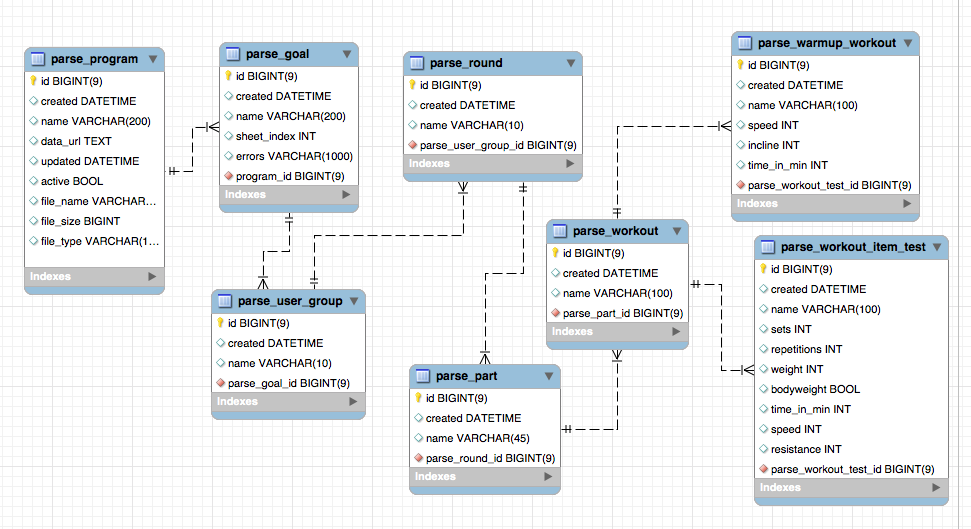 parse_program
id BIGINT(9)
created DATETIME
name VARCHAR(200)
data_url TEXT
updated DATETIME
active BOOL
file_name VARCHAR...
file_size BIGINT
file_type VARCHAR(1...
Indexes
parse_goal
id BIGINT(9)
created DATETIME
name VARCHAR(200)
sheet_index INT
errors VARCHAR(1000)
program_id BIGINT(9)
Indexes
parse_round
id BIGINT(9)
created DATETIME
name VARCHAR(10)
parse_user_group_id BIGINT(9)
Indexes
parse_warmup_workout
id BIGINT(9)
created DATETIME
name VARCHAR(100)
speed INT
incline INT
time_in_min INT
parse_workout_test_id BIGINT(9)
Indexes
parse_user_group
id BIGINT(9)
created DATETIME
name VARCHAR(10)
parse_goal_id BIGINT(9)
Indexes
parse_workout
id BIGINT(9)
created DATETIME
name VARCHAR(100)
parse_part_id BIGINT(9)
Indexes
parse_part
id BIGINT(9)
created DATETIME
name VARCHAR(45)
parse_round_id BIGINT(9)
Indexes
parse_workout_item_test
id BIGINT(9)
created DATETIME
name VARCHAR(100)
sets INT
repetitions INT
weight INT
bodyweight BOOL
time_in_min INT
speed INT
resistance INT
parse_workout_test_id BIGINT(9)
Indexes